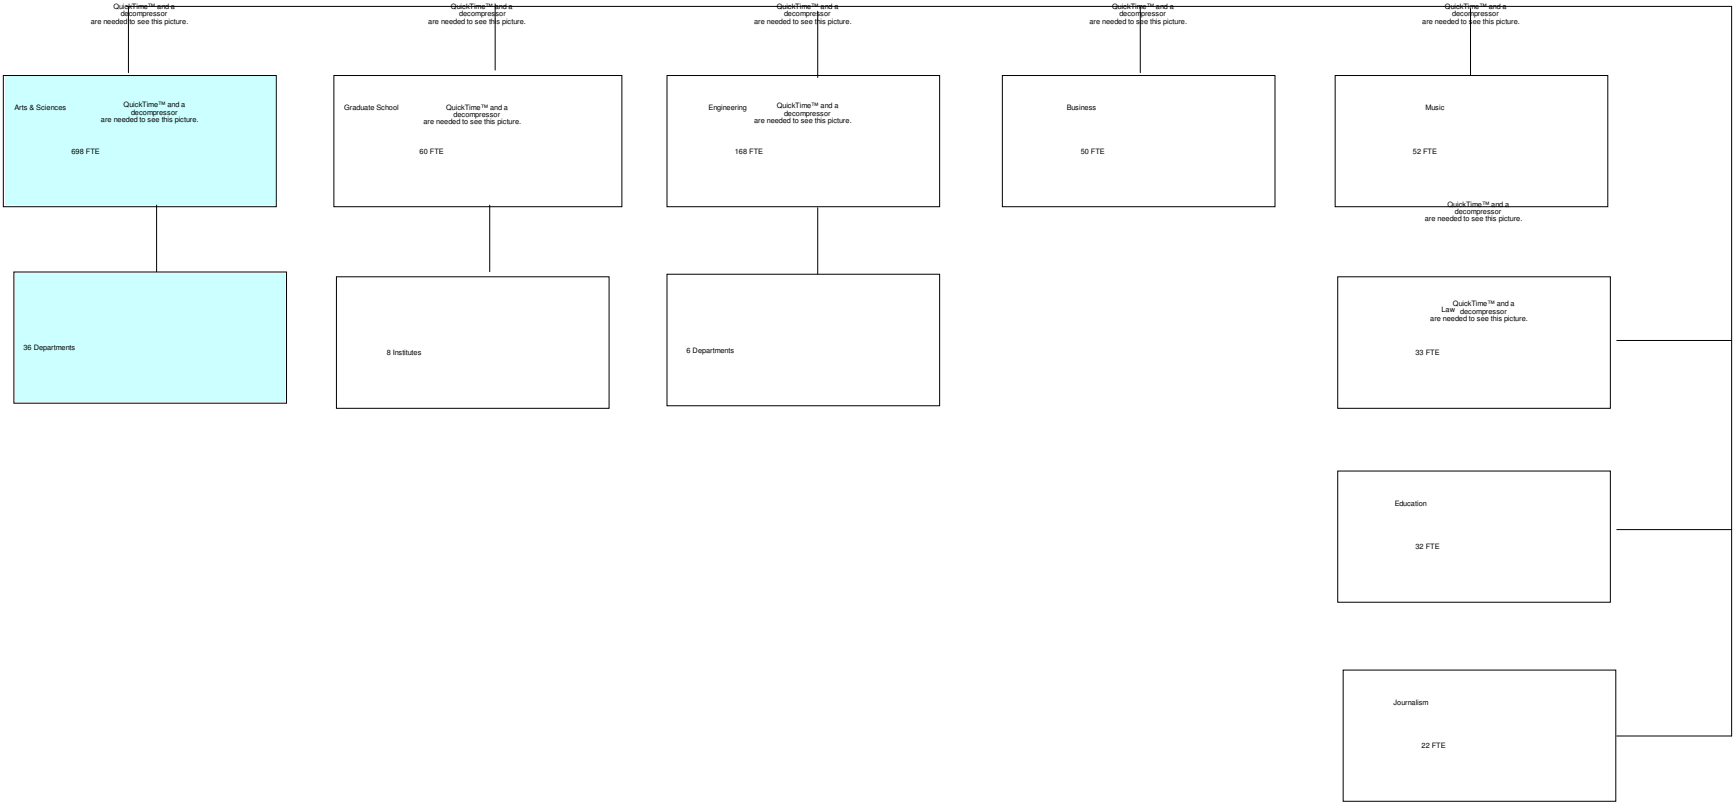 QuickTime™ and a
decompressor
are needed to see this picture.
QuickTime™ and a
decompressor
are needed to see this picture.
QuickTime™ and a
decompressor
are needed to see this picture.
QuickTime™ and a
decompressor
are needed to see this picture.
QuickTime™ and a
decompressor
are needed to see this picture.
Arts & Sciences
QuickTime™ and a
decompressor
are needed to see this picture.
698 FTE
Graduate School
QuickTime™ and a
decompressor
are needed to see this picture.
60 FTE
Engineering
QuickTime™ and a
decompressor
are needed to see this picture.
168 FTE
Business
50 FTE
Music
52 FTE
QuickTime™ and a
decompressor
are needed to see this picture.
36 Departments
8 Institutes
6 Departments
Law
QuickTime™ and a
decompressor
are needed to see this picture.
33 FTE
Education
32 FTE
Journalism
22 FTE